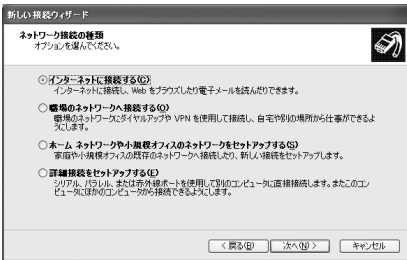 新しい接続ウィザード
ネットワーク接続の種類
オプションを選んでください。
インターネットに接続する(C)
インターネットに接続し、Web をブラウズしたり電子メールを読んだりできます。
職場のネットワークへ接続する(O)
職場のネットワークにダイヤルアップや VPN を使用して接続し、自宅や別の場所から仕事ができるよ
うにします。
ホーム ネットワークや小規模オフィスのネットワークをセットアップする(S)
家庭や小規模オフィスの既存のネットワークへ接続したり、新しい接続をセットアップします。
詳細接続をセットアップする(E)
シリアル、パラレル、または赤外線ポートを使用して別のコンピュータに直接接続します。またこのコン
ピュータにほかのコンピュータから接続できるようにします。
< 戻る(B)
次へ(N) >
キャンセル